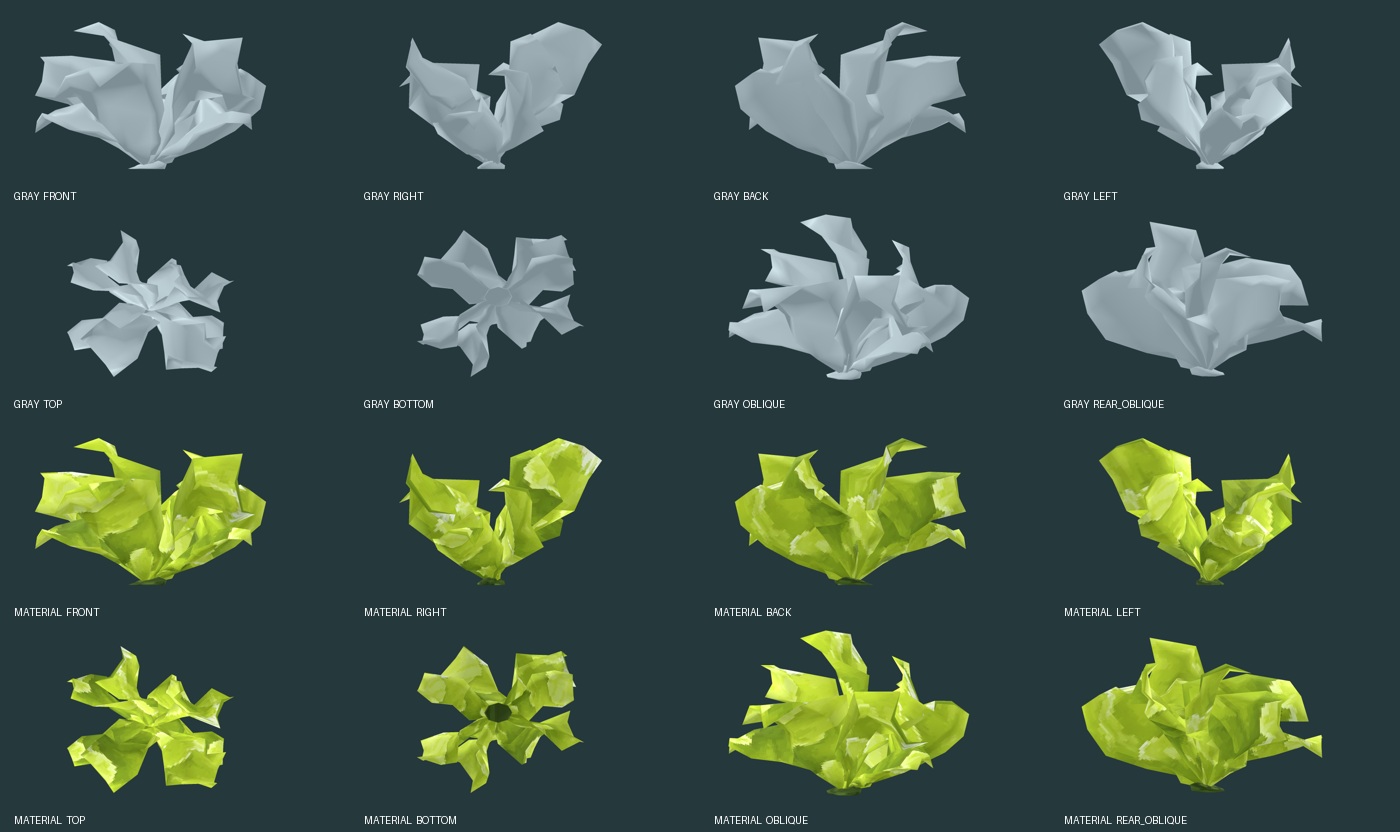 GRAY FRONT
GRAY RIGHT
GRAY BACK
GRAY LEFT
GRAY TOP
GRAY BOTTOM
GRAY OBLIQUE
GRAY REAR_OBLIQUE
MATERIAL FRONT
MATERIAL RIGHT
MATERIAL BACK
MATERIAL LEFT
MATERIAL TOP
MATERIAL BOTTOM
MATERIAL OBLIQUE
MATERIAL REAR_OBLIQUE